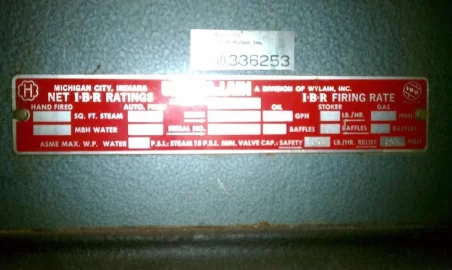 336253
H MICHIGAN CITY, INDIANA A DIVISION OF WYLAIN, INC.
NET I=B=R RATINGS I=B=R FIRING RATE
HAND FIRED AUTO. OIL STOKER GAS
SQ. FT. STEAM GPH LB./HR. MBH
MBH WATER SERIAL NO. BAFFLES BAFFLES BAFFLES
ASME MAX. W.P. WATER P.S.I.: STEAM 15 P.S.I. MIN. VALVE CAP.: SAFETY LB./HR. RELIEF MBH